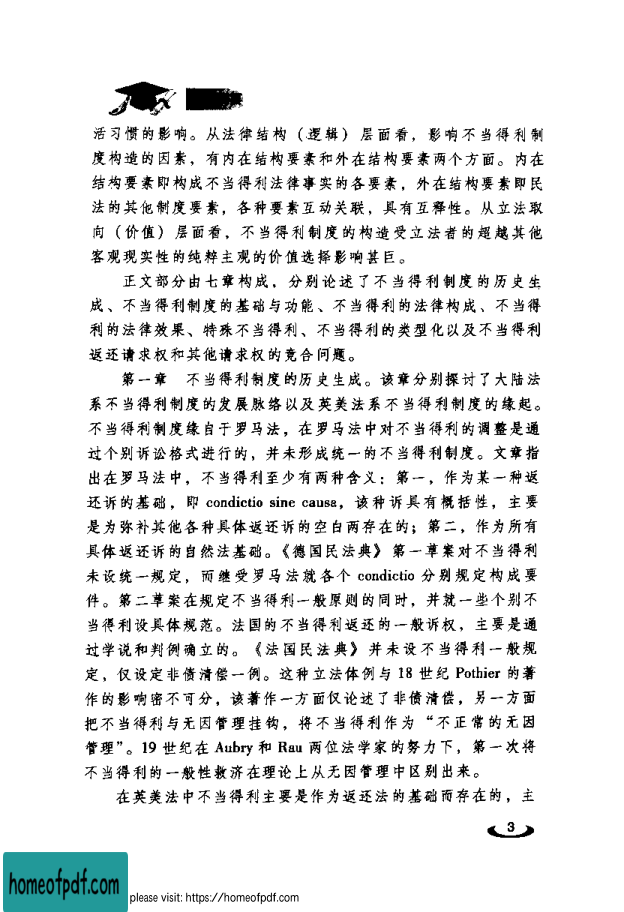 活习惯的影响。从法律结构（逻辑）层面看，影响不当得利制
度构造的因素，有内在结构要素和外在结构要素两个方面。内在
结构要素即构成不当得利法律事实的各要素，外在结构要素即民
法的其他制度要素，各种要素互动关联，具有互释性。从立法取
向（价值）层面看，不当得利制度的构造受立法者的超越其他
客观现实性的纯粹主观的价值选择影响甚巨。
正文部分由七章构成，分别论述了不当得利制度的历史生
成、不当得利制度的基础与功能、不当得利的法律构成、不当得
利的法律效果、特殊不当得利、不当得利的类型化以及不当得利
返还请求权和其他请求权的竞合问题。
第一章　不当得利制度的历史生成。该章分别探讨了大陆法
系不当得利制度的发展脉络以及英美法系不当得利制度的缘起。
不当得利制度缘自于罗马法，在罗马法中对不当得利的调整是通
过个别诉讼格式进行的，并未形成统一的不当得利制度。文章指
出在罗马法中，不当得利至少有两种含义：第一，作为某一种返
还诉的基础，即 condictio sine causa，该种诉具有概括性，主要
是为弥补其他各种具体返还诉的空白两存在的；第二，作为所有
具体返还诉的自然法基础。《德国民法典》第一草案对不当得利
未设统一规定，而继受罗马法就各个 condictio 分别规定构成要
件。第二草案在规定不当得利一般原则的同时，并就一些个别不
当得利设具体规范。法国的不当得利返还的一般诉权，主要是通
过学说和判例确立的。《法国民法典》并未设不当得利一般规
定，仅设定非债清偿一例。这种立法体例与 18 世纪 Pothier 的著
作的影响密不可分，该著作一方面仅论述了非债清偿，另一方面
把不当得利与无因管理挂钩，将不当得利作为“不正常的无因
管理”。19 世纪在 Aubry 和 Rau 两位法学家的努力下，第一次将
不当得利的一般性救济在理论上从无因管理中区别出来。
在英美法中不当得利主要是作为返还法的基础而存在的，主
3
homeofpdf.com
please visit: https://homeofpdf.com